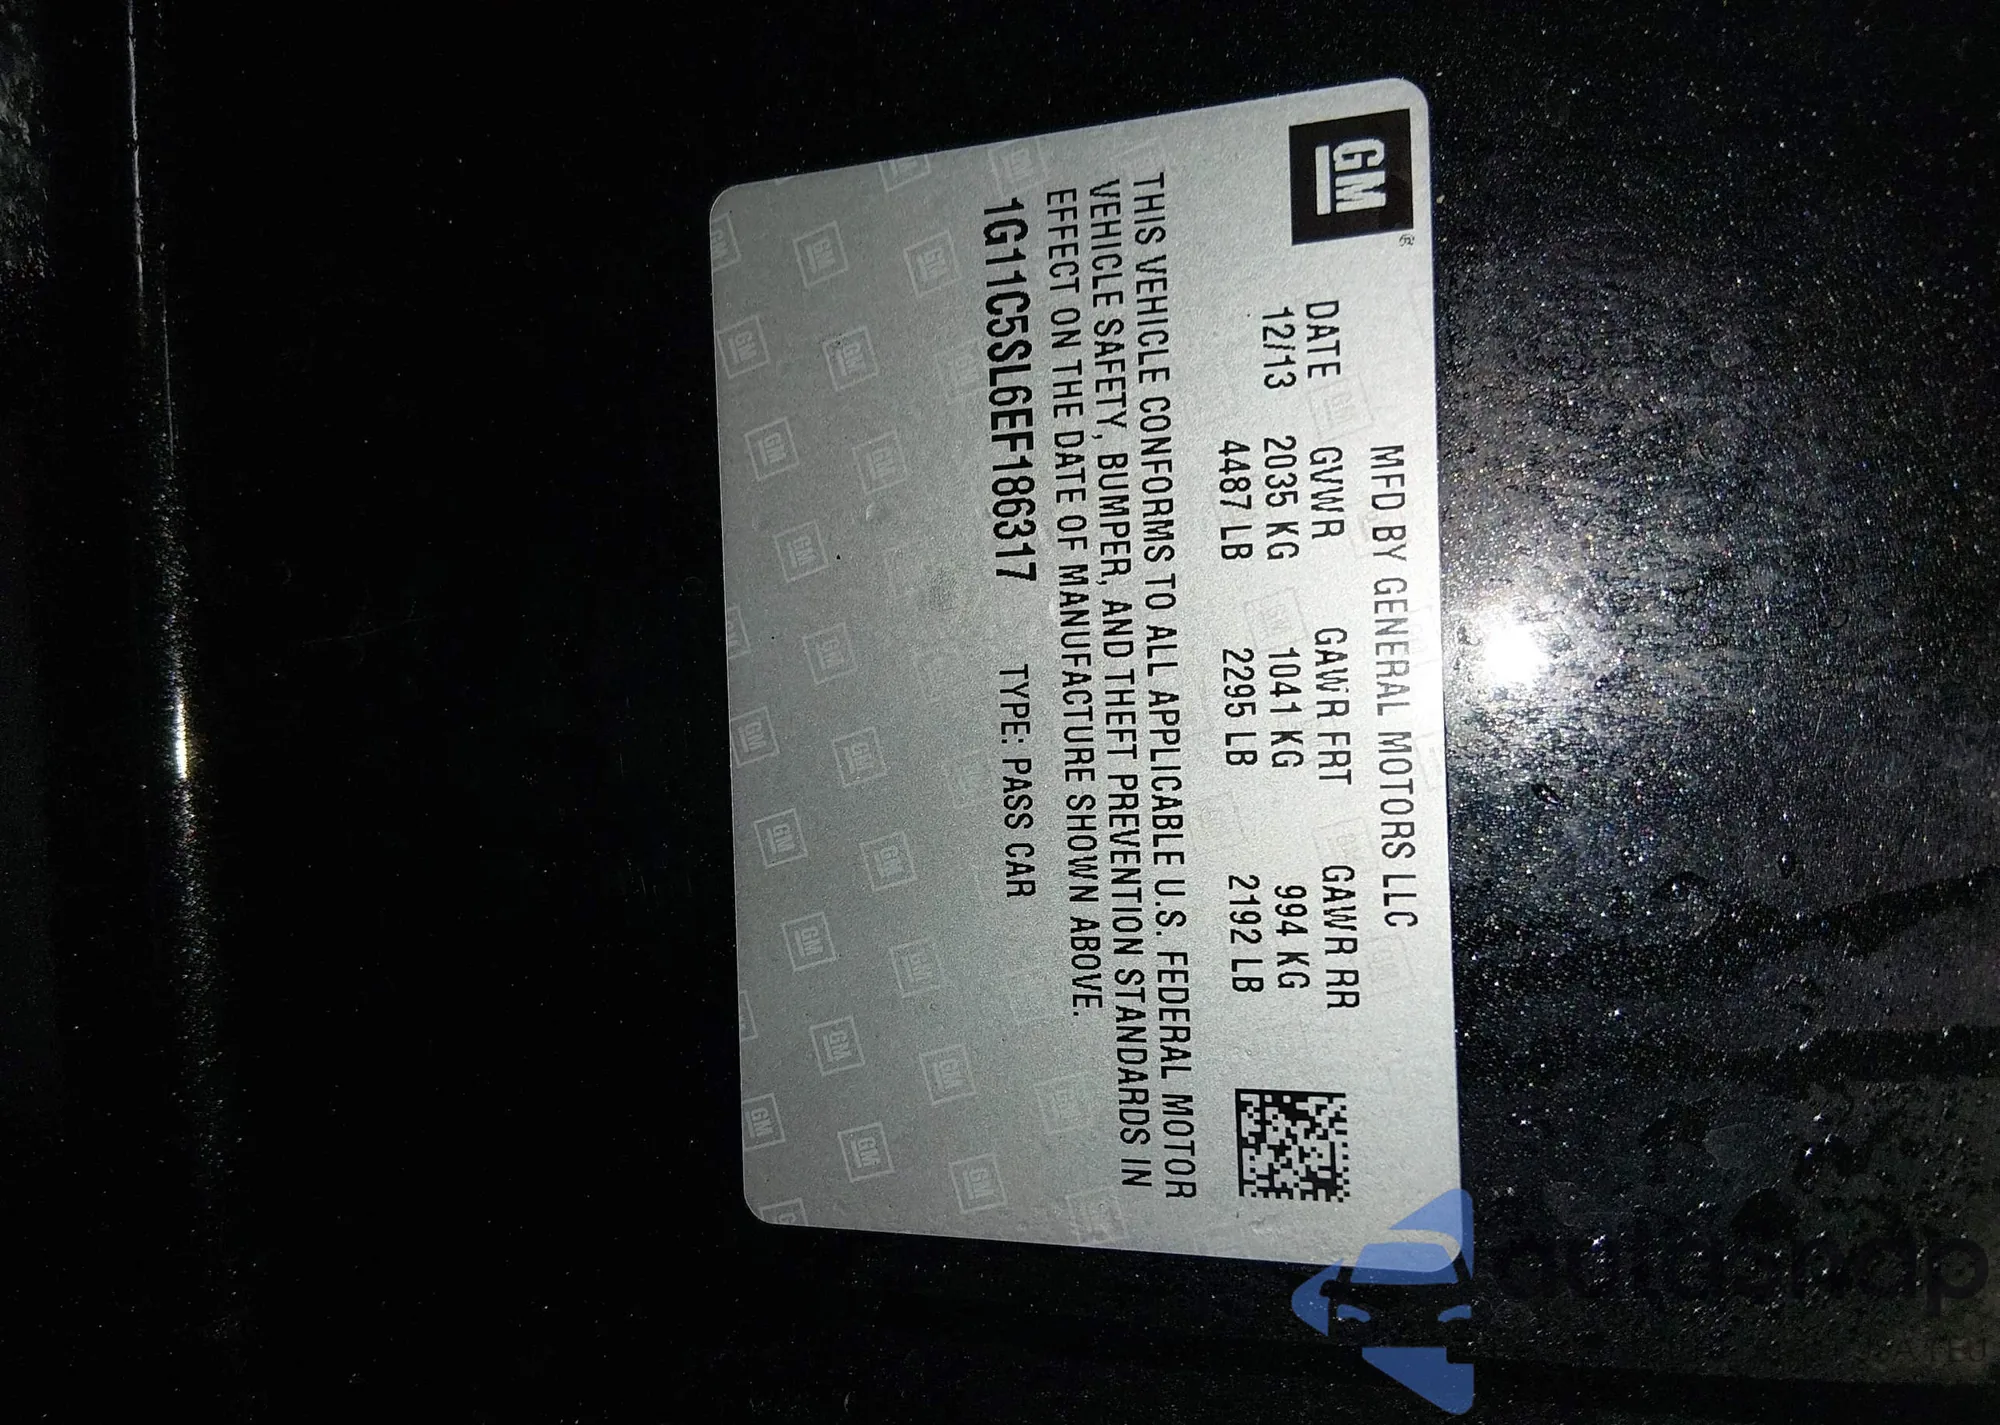 GM®
MFD BY GENERAL MOTORS LLC
DATE GVWR GAWR FRT GAWR RR
12/13 2035 KG 1041 KG 994 KG
4487 LB 2295 LB 2192 LB
THIS VEHICLE CONFORMS TO ALL APPLICABLE U.S. FEDERAL MOTOR
VEHICLE SAFETY, BUMPER, AND THEFT PREVENTION STANDARDS IN
EFFECT ON THE DATE OF MANUFACTURE SHOWN ABOVE.
1G11C5SL6EF186317 TYPE: PASS CAR
autosnap